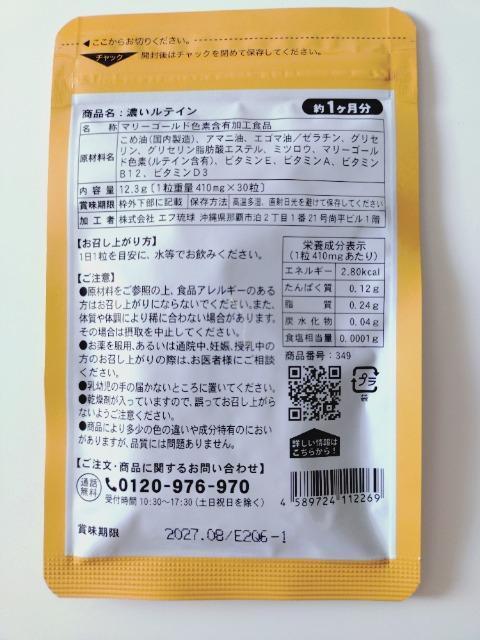 ここからお切りください。
チャック 開封後はチャックを閉めて保存してください。
商品名：濃いルテイン 約1ヶ月分
名称 マリーゴールド色素含有加工食品
原材料名 こめ油（国内製造）、アマニ油、エゴマ油／ゼラチン、グリセ
リン、グリセリン脂肪酸エステル、ミツロウ、マリーゴー
ルド色素（ルテイン含有）、ビタミンE、ビタミンA、ビタミン
B12、ビタミンD3
内容量 12.3g［1粒重量410mg×30粒］
賞味期限 枠外下部に記載 保存方法 高温多湿、直射日光を避けて保存してください
加工者 株式会社 エフ琉球 沖縄県那覇市泊2丁目1番21号尚平ビル1階
【お召し上がり方】
1日1粒を目安に、水等でお飲みください。
【ご注意】
●原材料をご参照の上、食品アレルギーのある
方はお召し上がりにならないでください。また、
体質や体調により稀に合わない場合があります。
その場合は摂取を中止してください。
●お薬を服用、あるいは通院中、妊娠、授乳中の
方のお召し上がりの際は、お医者様にご相談
ください。
●乳幼児の手の届かないところに置いてください。
●乾燥剤が入っていますので、誤ってお召し上がら
ないようご注意ください。
●商品により多少の色の違いや成分特有のにおい
がありますが、品質には問題ありません。
栄養成分表示
（1粒410mgあたり）
エネルギー 2.80kcal
たんぱく質 0.12g
脂質 0.24g
炭水化物 0.04g
食塩相当量 0.0001g
商品番号：349
プラ
袋
詳しい情報は
こちらから！
【ご注文・商品に関するお問い合わせ】
通話
無料 0120-976-970
受付時間 10:30〜17:30（土日祝日を除く）
4 589724 112269
賞味期限 2027.08/E2Q6-1